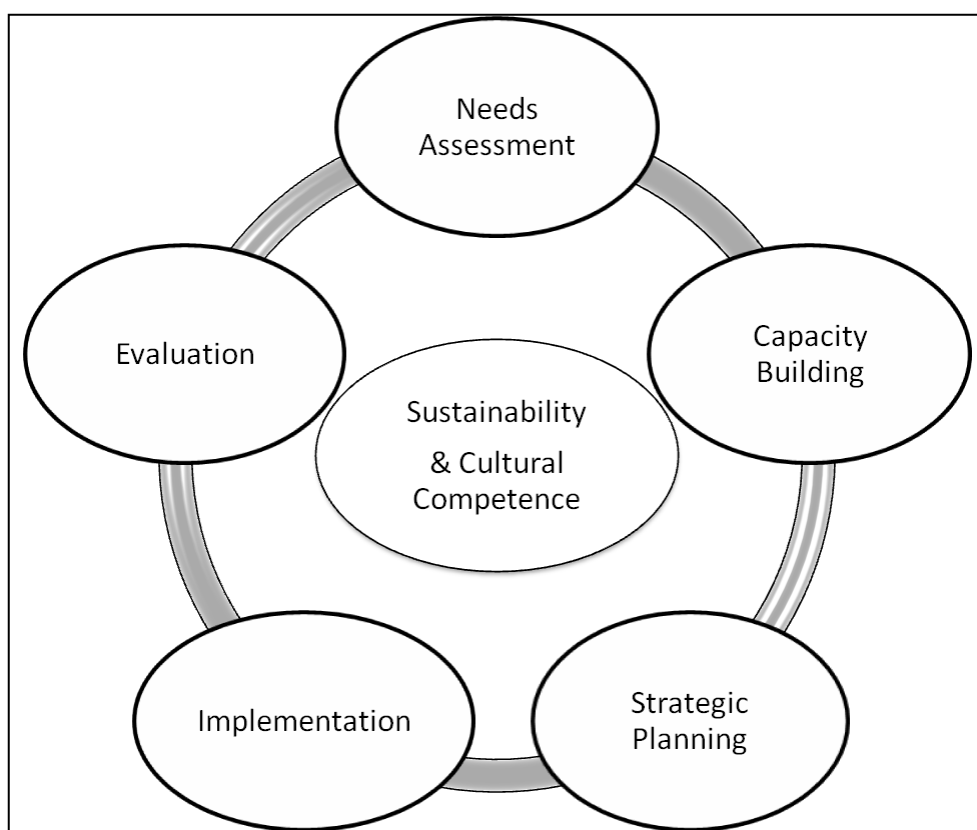 Needs
Assessment
Capacity
Building
Strategic
Planning
Implementation
Evaluation
Sustainability
& Cultural
Competence